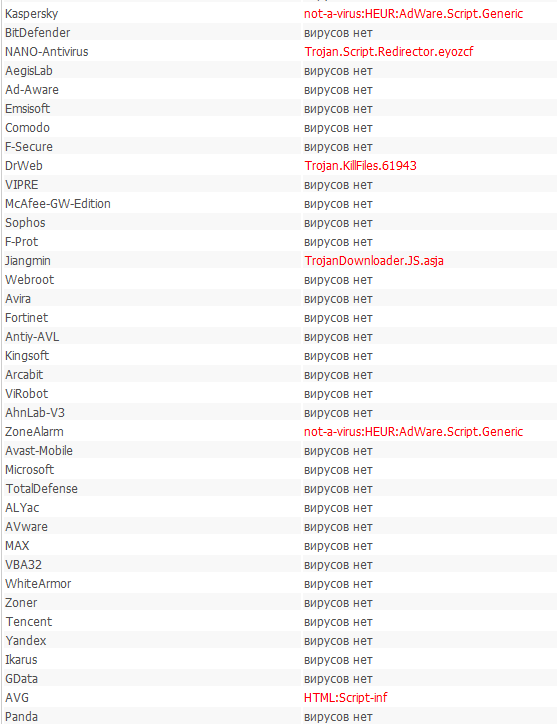 Kaspersky not-a-virus:HEUR:AdWare.Script.Generic
BitDefender вирусов нет
NANO-Antivirus Trojan.Script.Redirector.eyozcf
AegisLab вирусов нет
Ad-Aware вирусов нет
Emsisoft вирусов нет
Comodo вирусов нет
F-Secure вирусов нет
DrWeb Trojan.KillFiles.61943
VIPRE вирусов нет
McAfee-GW-Edition вирусов нет
Sophos вирусов нет
F-Prot вирусов нет
Jiangmin TrojanDownloader.JS.asja
Webroot вирусов нет
Avira вирусов нет
Fortinet вирусов нет
Antiy-AVL вирусов нет
Kingsoft вирусов нет
Arcabit вирусов нет
ViRobot вирусов нет
AhnLab-V3 вирусов нет
ZoneAlarm not-a-virus:HEUR:AdWare.Script.Generic
Avast-Mobile вирусов нет
Microsoft вирусов нет
TotalDefense вирусов нет
ALYac вирусов нет
AVware вирусов нет
MAX вирусов нет
VBA32 вирусов нет
WhiteArmor вирусов нет
Zoner вирусов нет
Tencent вирусов нет
Yandex вирусов нет
Ikarus вирусов нет
GData вирусов нет
AVG HTML:Script-inf
Panda вирусов нет